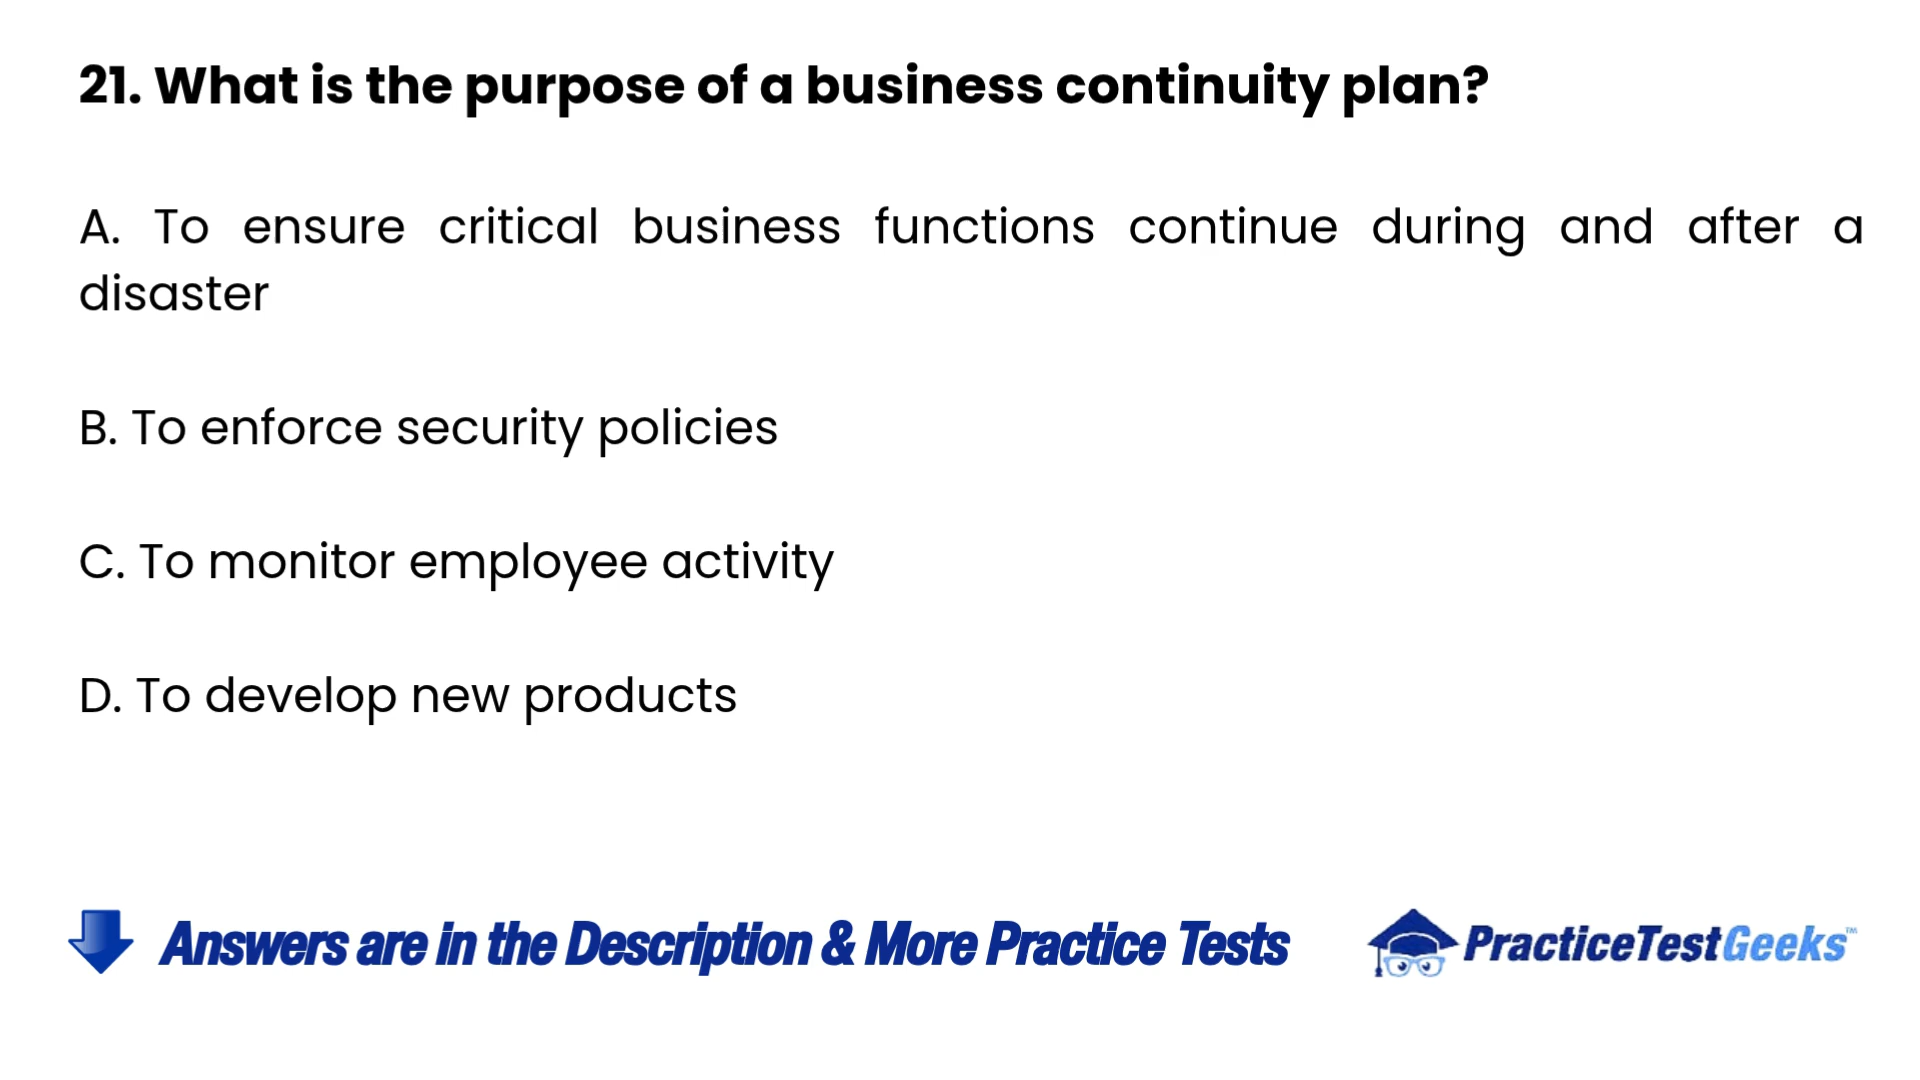 21. What is the purpose of a business continuity plan?
A. To ensure critical business functions continue during and after a
disaster
B. To enforce security policies
C. To monitor employee activity
D. To develop new products
Answers are in the Description & More Practice Tests
PracticeTestGeeks™